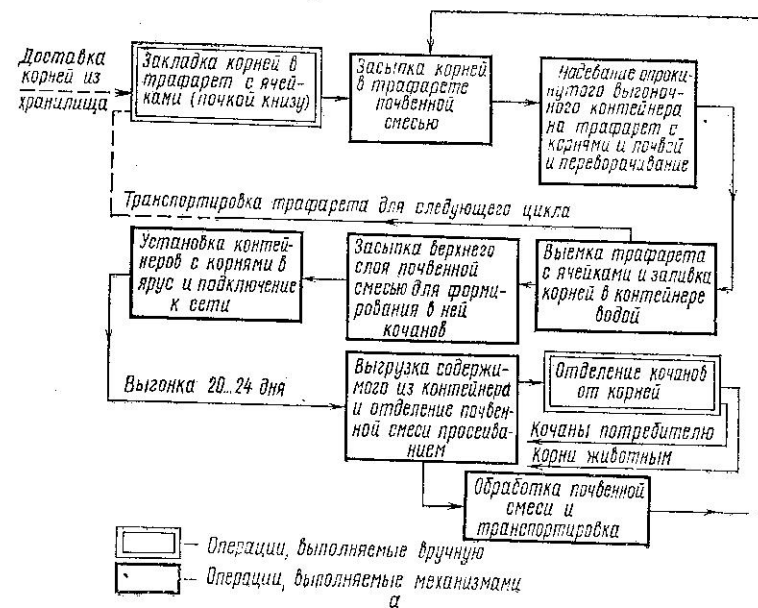 Доставка
корней из
хранилища
Закладка корней в
трафарет с ячей-
ками (почкой книзу)
Засыпка корней
в трафарете
почвенной
смесью
Надевание опроки-
нутого выгоноч-
ного контейнера
на трафарет с
корнями и почвой
и переворачивание
Транспортировка трафарета для следующего цикла
Выемка трафарета
с ячейками и заливка
корней в контейнере
водой
Засыпка верхнего
слоя почвенной
смесью для форми-
рования в ней
кочанов
Установка контей-
неров с корнями в
ярус и подключение
к сети
Выгонка 20...24 дня
Выгрузка содержи-
мого из контейнера
и отделение почвен-
ной смеси просеива-
нием
Отделение кочанов
от корней
Кочаны потребителю
Корни животным
Обработка почвенной
смеси и
транспортировка
— Операции, выполняемые вручную
— Операции, выполняемые механизмами
а